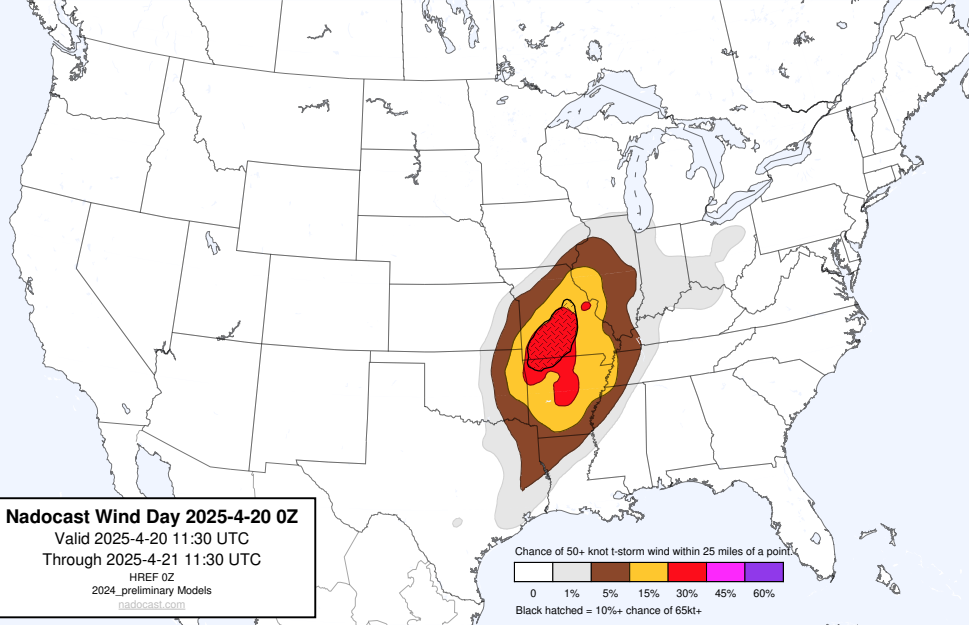 Nadocast Wind Day 2025-4-20 0Z
Valid 2025-4-20 11:30 UTC
Through 2025-4-21 11:30 UTC
HREF 0Z
2024_preliminary Models
nadocast.com
Chance of 50+ knot t-storm wind within 25 miles of a point.
0 1% 5% 15% 30% 45% 60%
Black hatched = 10%+ chance of 65kt+